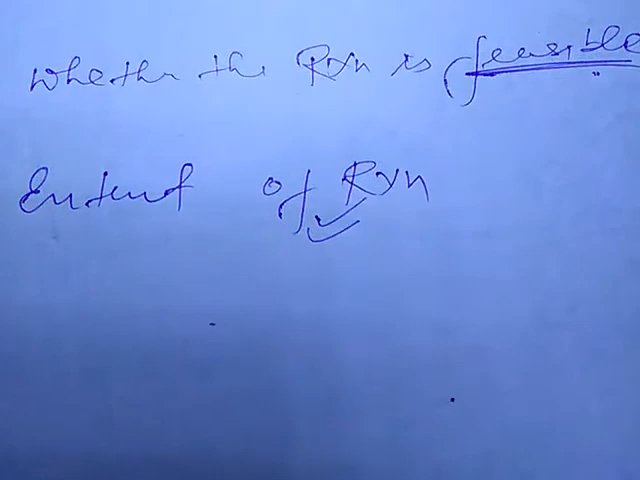 Whether the Rxn is feasible
Extent of Rxn